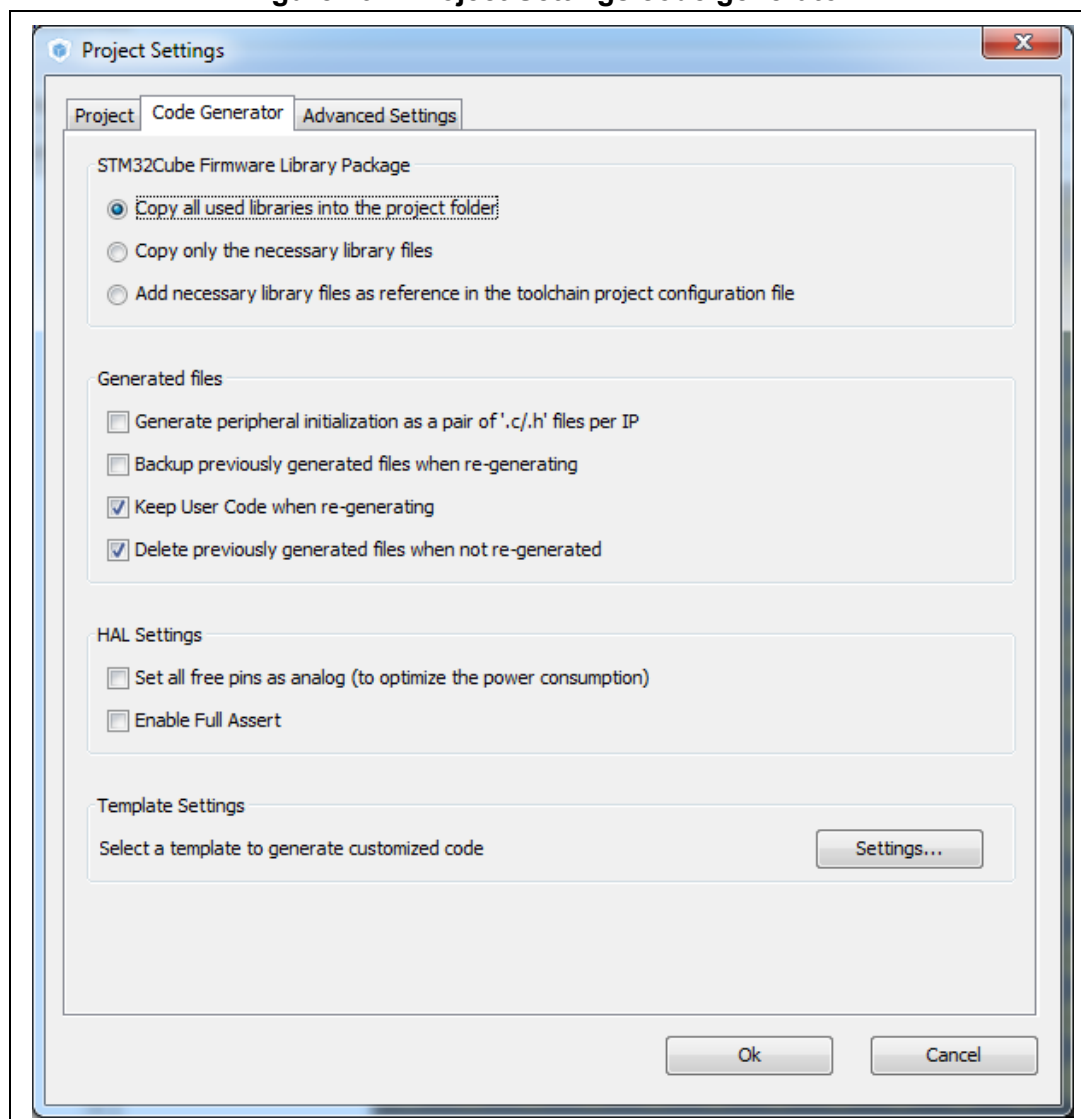 Project Settings
Project Code Generator Advanced Settings
STM32Cube Firmware Library Package
Copy all used libraries into the project folder
Copy only the necessary library files
Add necessary library files as reference in the toolchain project configuration file
Generated files
Generate peripheral initialization as a pair of '.c/.h' files per IP
Backup previously generated files when re-generating
Keep User Code when re-generating
Delete previously generated files when not re-generated
HAL Settings
Set all free pins as analog (to optimize the power consumption)
Enable Full Assert
Template Settings
Select a template to generate customized code Settings...
Ok Cancel